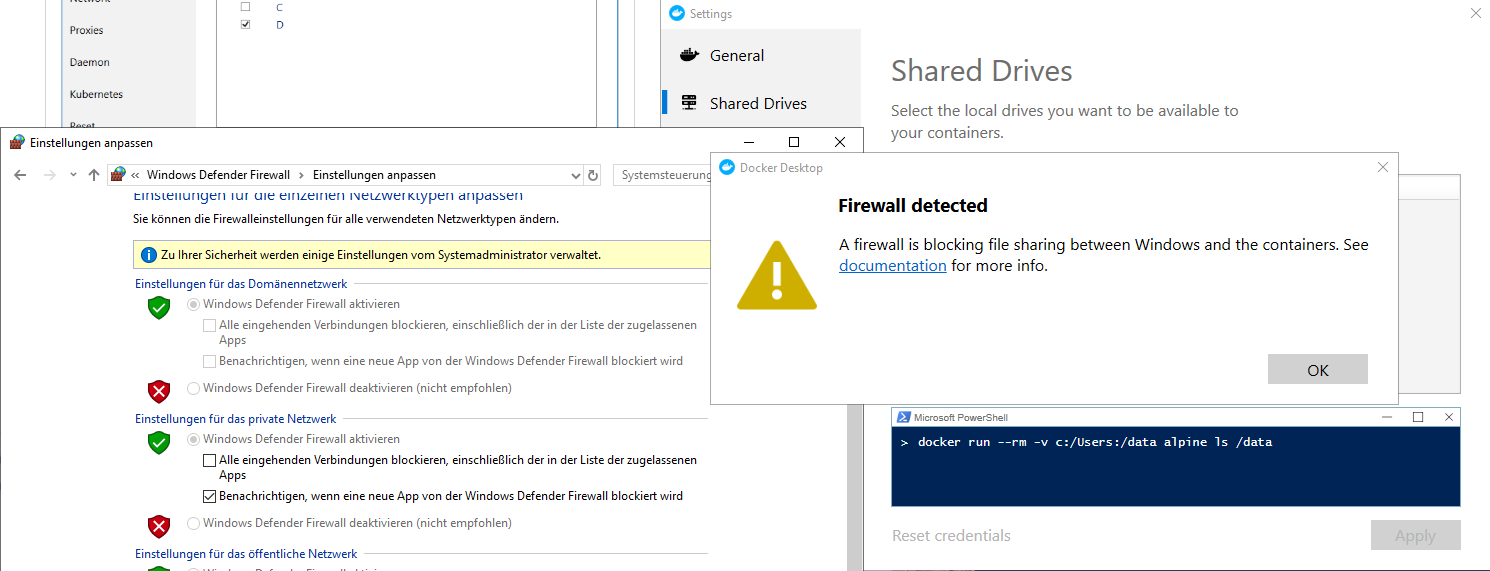 Proxies
Daemon
Kubernetes
C
D
Settings
General
Shared Drives
Shared Drives
Select the local drives you want to be available to
your containers.
Einstellungen anpassen
Windows Defender Firewall
Einstellungen anpassen
Systemsteuerung
Einstellungen für die einzelnen Netzwerktypen anpassen
Sie können die Firewalleinstellungen für alle verwendeten Netzwerktypen ändern.
Zu Ihrer Sicherheit werden einige Einstellungen vom Systemadministrator verwaltet.
Einstellungen für das Domänennetzwerk
Windows Defender Firewall aktivieren
Alle eingehenden Verbindungen blockieren, einschließlich der in der Liste der zugelassenen
Apps
Benachrichtigen, wenn eine neue App von der Windows Defender Firewall blockiert wird
Windows Defender Firewall deaktivieren (nicht empfohlen)
Einstellungen für das private Netzwerk
Windows Defender Firewall aktivieren
Alle eingehenden Verbindungen blockieren, einschließlich der in der Liste der zugelassenen
Apps
Benachrichtigen, wenn eine neue App von der Windows Defender Firewall blockiert wird
Windows Defender Firewall deaktivieren (nicht empfohlen)
Einstellungen für das öffentliche Netzwerk
Docker Desktop
Firewall detected
A firewall is blocking file sharing between Windows and the containers. See
documentation for more info.
OK
Microsoft PowerShell
> docker run --rm -v c:/Users:/data alpine ls /data
Reset credentials
Apply